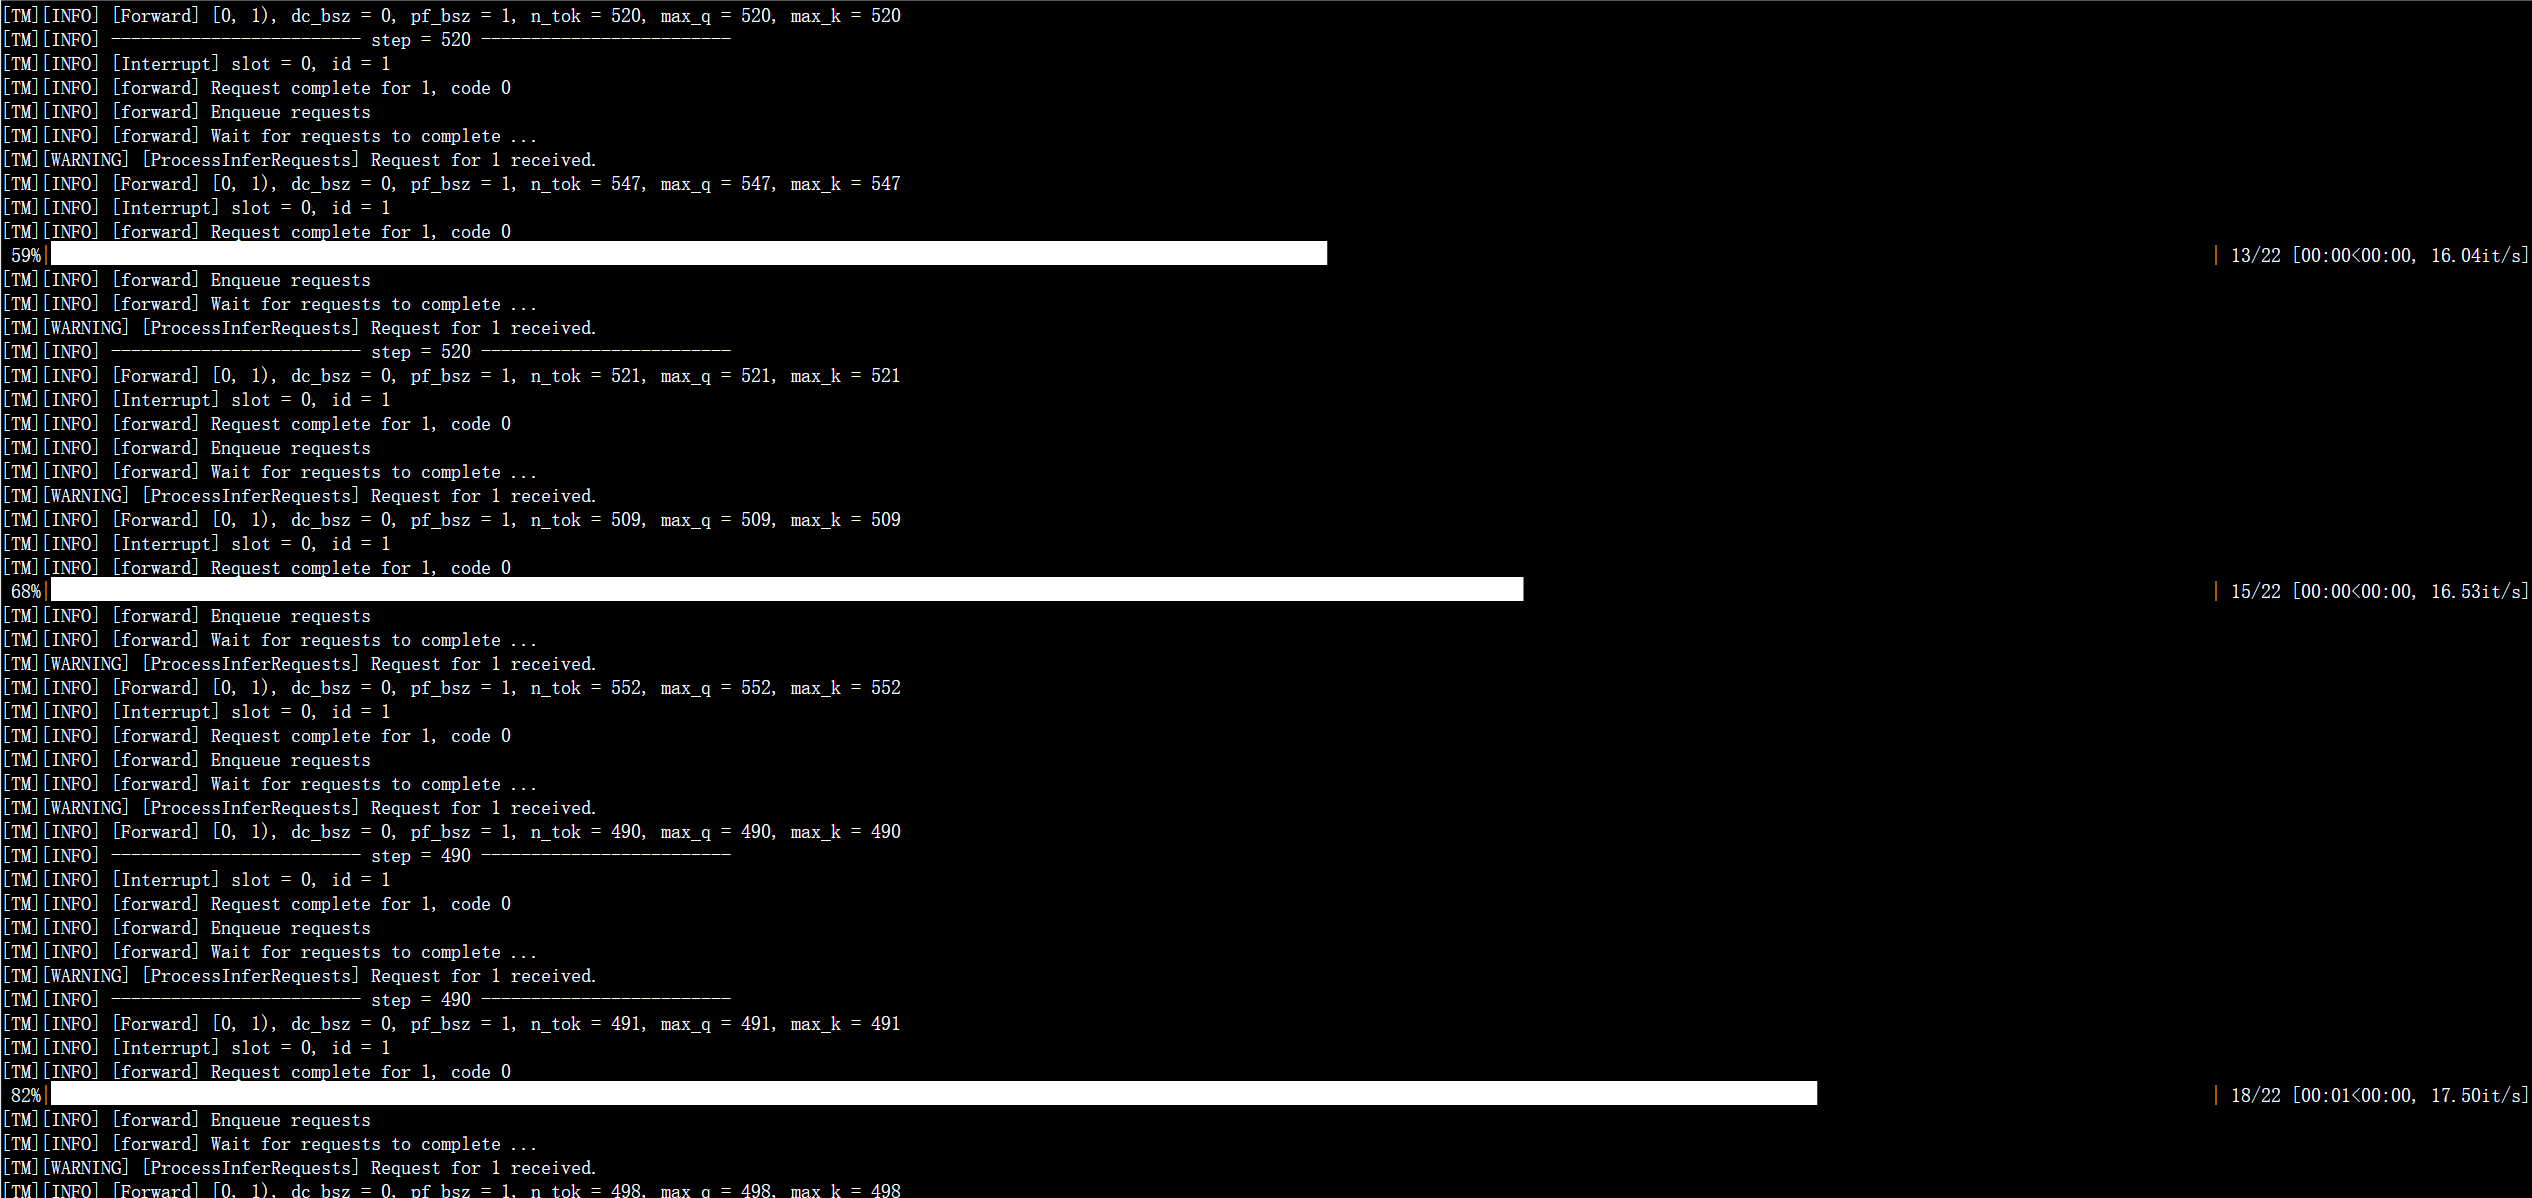 [TM][INFO] [Forward] [0, 1), dc_bsz = 0, pf_bsz = 1, n_tok = 520, max_q = 520, max_k = 520
[TM][INFO] ------------------------- step = 520 -------------------------
[TM][INFO] [Interrupt] slot = 0, id = 1
[TM][INFO] [forward] Request complete for 1, code 0
[TM][INFO] [forward] Enqueue requests
[TM][INFO] [forward] Wait for requests to complete ...
[TM][WARNING] [ProcessInferRequests] Request for 1 received.
[TM][INFO] [Forward] [0, 1), dc_bsz = 0, pf_bsz = 1, n_tok = 547, max_q = 547, max_k = 547
[TM][INFO] [Interrupt] slot = 0, id = 1
[TM][INFO] [forward] Request complete for 1, code 0
59%| | 13/22 [00:00<00:00, 16.04it/s]
[TM][INFO] [forward] Enqueue requests
[TM][INFO] [forward] Wait for requests to complete ...
[TM][WARNING] [ProcessInferRequests] Request for 1 received.
[TM][INFO] ------------------------- step = 520 -------------------------
[TM][INFO] [Forward] [0, 1), dc_bsz = 0, pf_bsz = 1, n_tok = 521, max_q = 521, max_k = 521
[TM][INFO] [Interrupt] slot = 0, id = 1
[TM][INFO] [forward] Request complete for 1, code 0
[TM][INFO] [forward] Enqueue requests
[TM][INFO] [forward] Wait for requests to complete ...
[TM][WARNING] [ProcessInferRequests] Request for 1 received.
[TM][INFO] [Forward] [0, 1), dc_bsz = 0, pf_bsz = 1, n_tok = 509, max_q = 509, max_k = 509
[TM][INFO] [Interrupt] slot = 0, id = 1
[TM][INFO] [forward] Request complete for 1, code 0
68%| | 15/22 [00:00<00:00, 16.53it/s]
[TM][INFO] [forward] Enqueue requests
[TM][INFO] [forward] Wait for requests to complete ...
[TM][WARNING] [ProcessInferRequests] Request for 1 received.
[TM][INFO] [Forward] [0, 1), dc_bsz = 0, pf_bsz = 1, n_tok = 552, max_q = 552, max_k = 552
[TM][INFO] [Interrupt] slot = 0, id = 1
[TM][INFO] [forward] Request complete for 1, code 0
[TM][INFO] [forward] Enqueue requests
[TM][INFO] [forward] Wait for requests to complete ...
[TM][WARNING] [ProcessInferRequests] Request for 1 received.
[TM][INFO] [Forward] [0, 1), dc_bsz = 0, pf_bsz = 1, n_tok = 490, max_q = 490, max_k = 490
[TM][INFO] ------------------------- step = 490 -------------------------
[TM][INFO] [Interrupt] slot = 0, id = 1
[TM][INFO] [forward] Request complete for 1, code 0
[TM][INFO] [forward] Enqueue requests
[TM][INFO] [forward] Wait for requests to complete ...
[TM][WARNING] [ProcessInferRequests] Request for 1 received.
[TM][INFO] ------------------------- step = 490 -------------------------
[TM][INFO] [Forward] [0, 1), dc_bsz = 0, pf_bsz = 1, n_tok = 491, max_q = 491, max_k = 491
[TM][INFO] [Interrupt] slot = 0, id = 1
[TM][INFO] [forward] Request complete for 1, code 0
82%| | 18/22 [00:01<00:00, 17.50it/s]
[TM][INFO] [forward] Enqueue requests
[TM][INFO] [forward] Wait for requests to complete ...
[TM][WARNING] [ProcessInferRequests] Request for 1 received.
[TM][INFO] [Forward] [0, 1), dc_bsz = 0, pf_bsz = 1, n_tok = 498, max_q = 498, max_k = 498